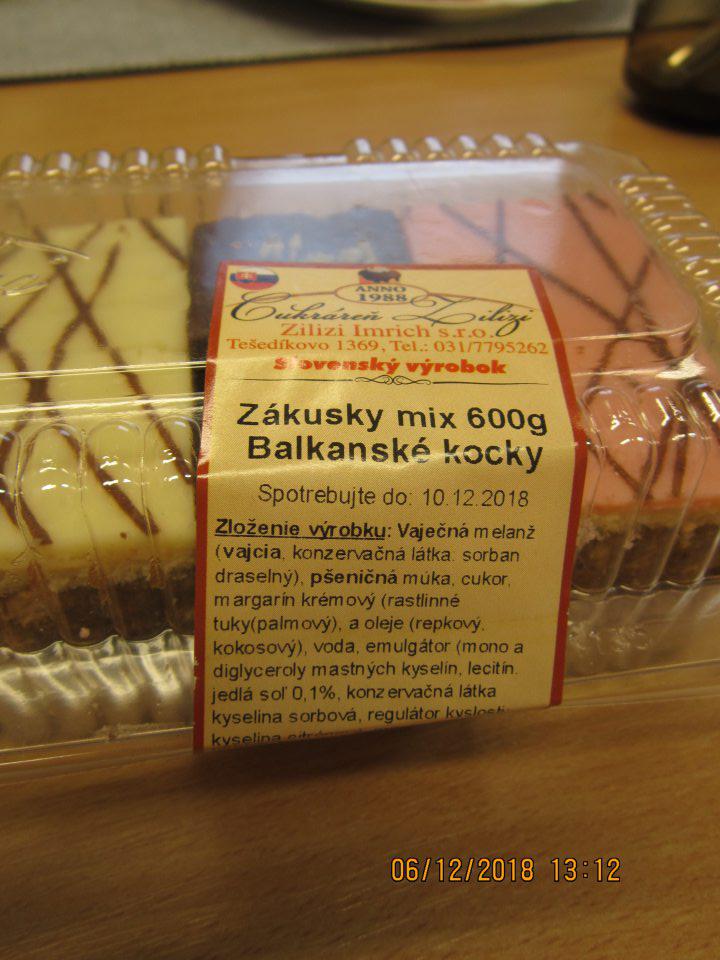 ANNO
1988
Cukráreň Zilizi
Zilizi Imrich s.r.o.
Tešedíkovo 1369, Tel.: 031/7795262
Slovenský výrobok
Zákusky mix 600g
Balkanské kocky
Spotrebujte do: 10.12.2018
Zloženie výrobku: Vaječná melanž
(vajcia, konzervačná látka: sorban
draselný), pšeničná múka, cukor,
margarín krémový (rastlinné
tuky(palmový), a oleje (repkový,
kokosový), voda, emulgátor (mono a
diglyceroly mastných kyselín, lecitín.
jedlá soľ 0,1%, konzervačná látka
kyselina sorbová, regulátor kyslosti:
kyselina
06/12/2018 13:12